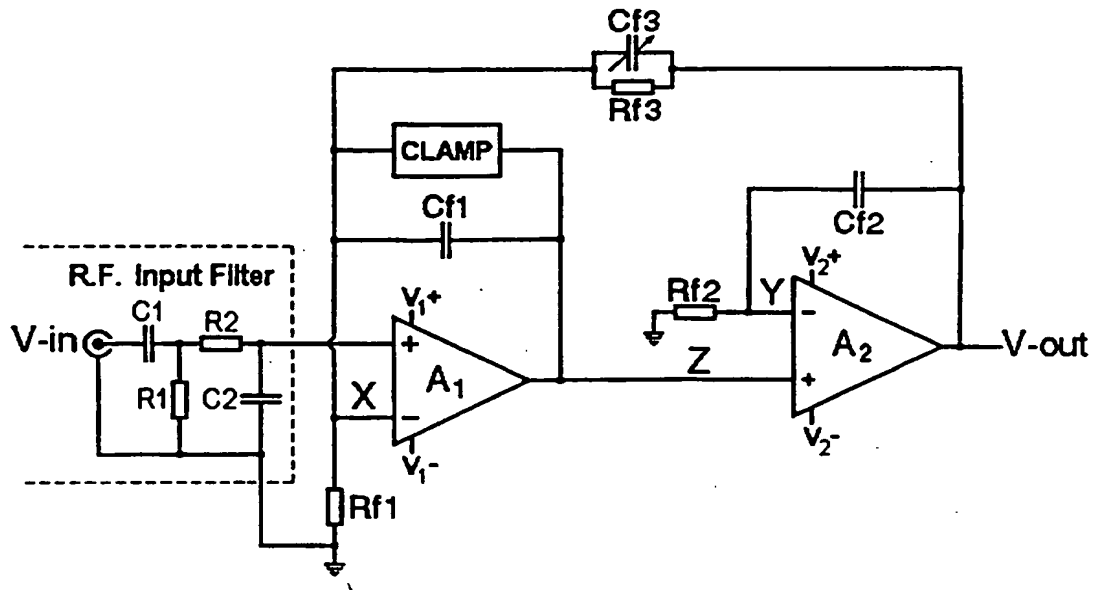 Cf3
Rf3
CLAMP
Cf1
Cf2
R.F. Input Filter
C1
R2
V-in
R1
C2
V₁+
+
A₁
X
−
V₁-
Rf1
V₂+
Rf2
Y
−
A₂
V-out
Z
+
V₂-